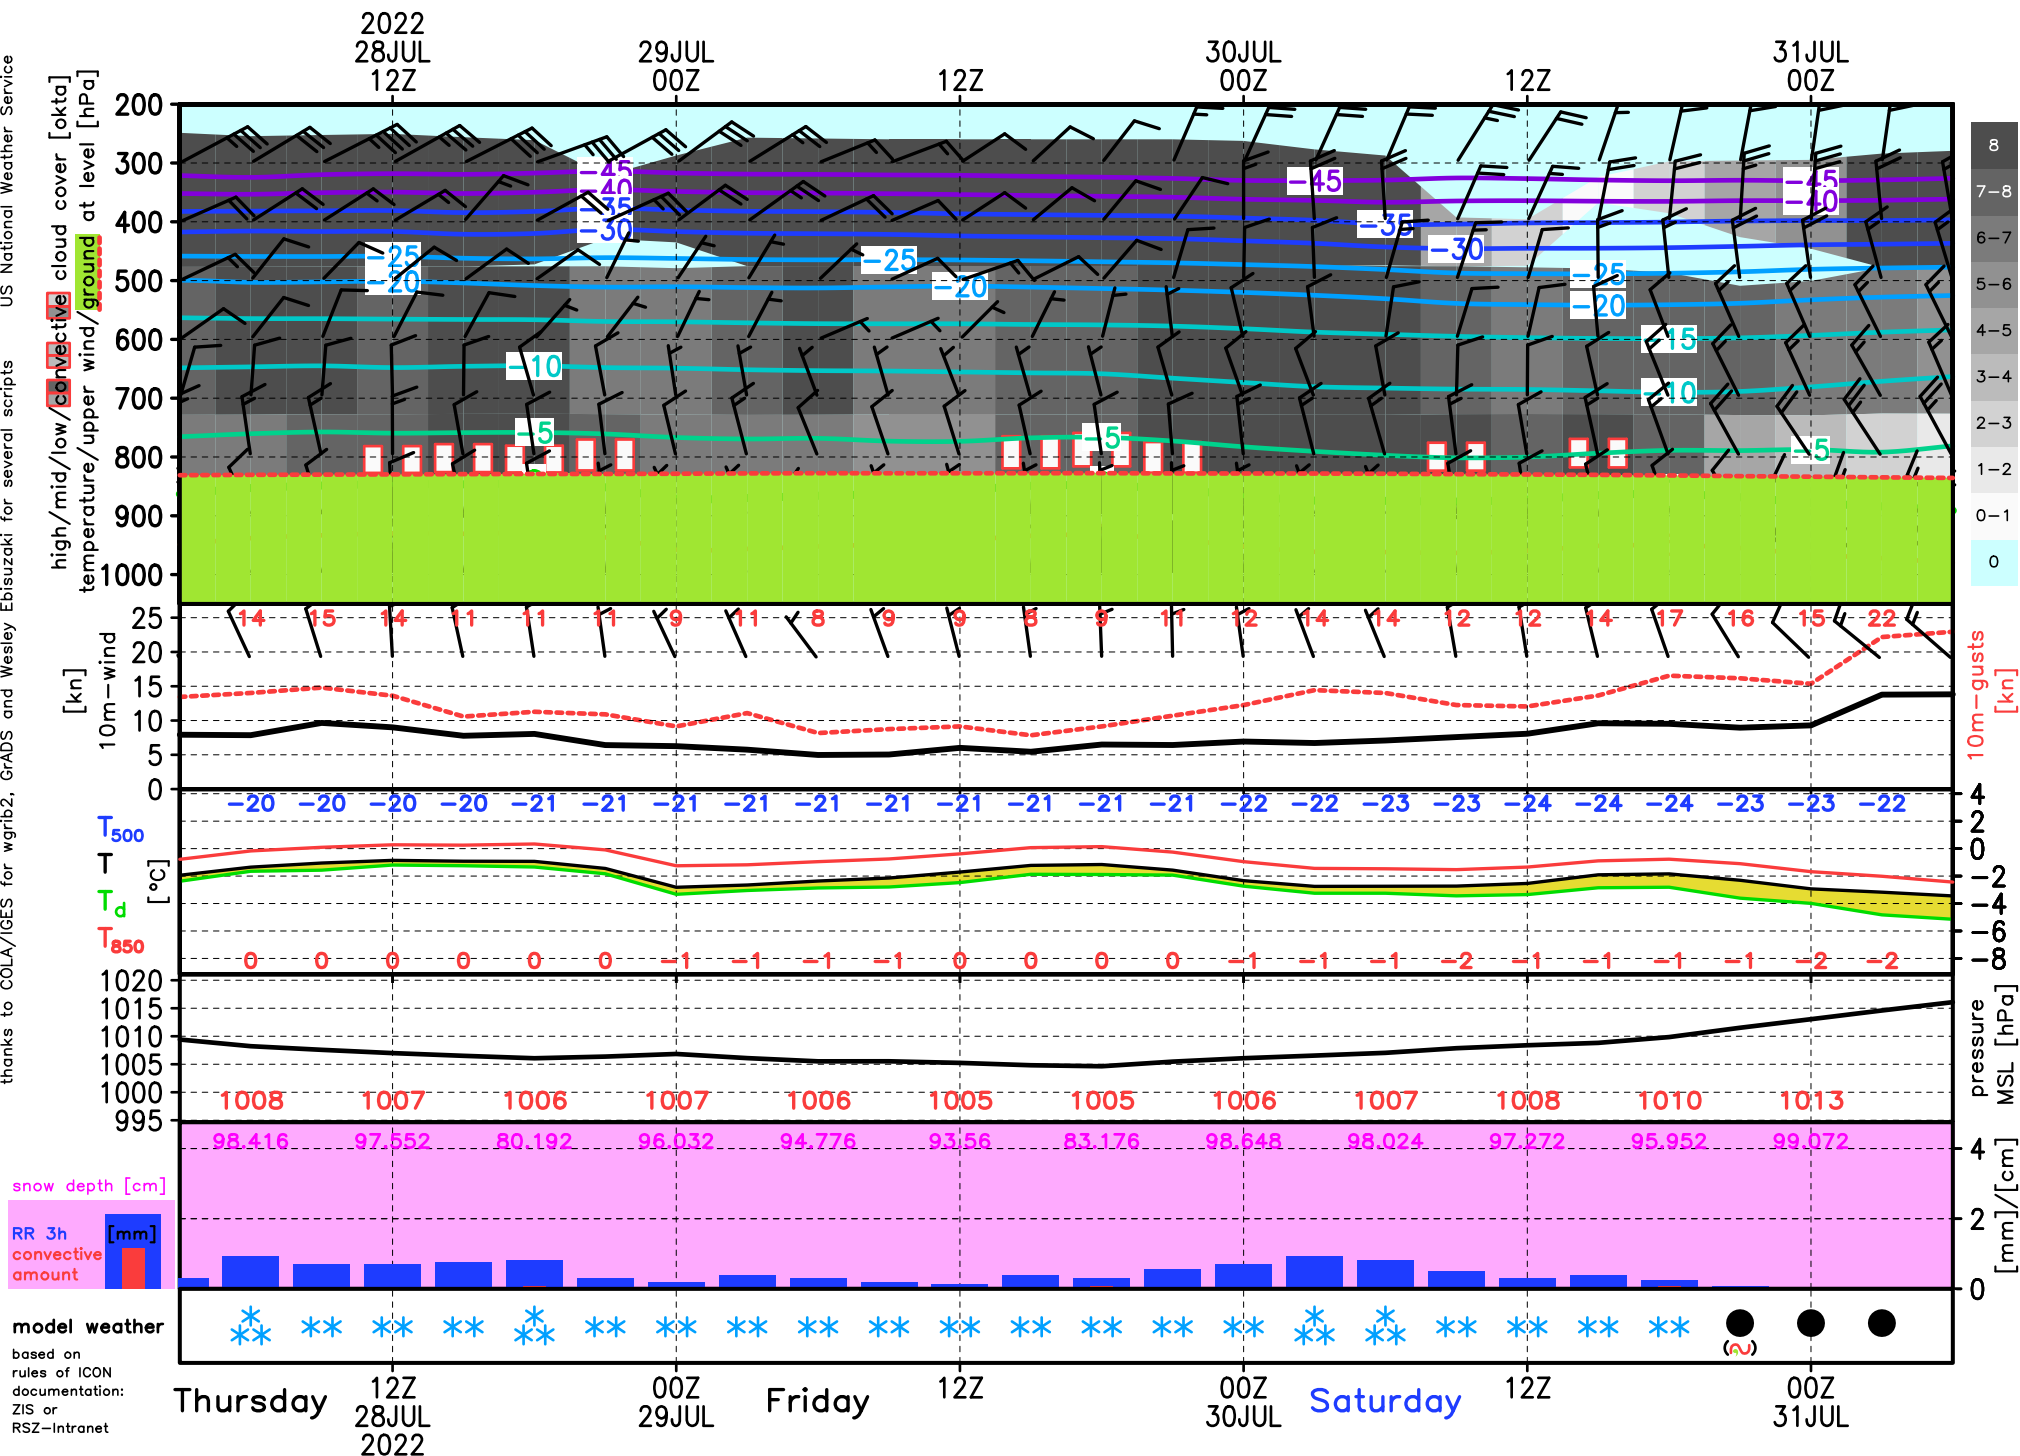 2022
28JUL 29JUL 30JUL 31JUL
12Z 00Z 12Z 00Z 12Z 00Z
US National Weather Service
thanks to COLA/IGES for wgrib2, GrADS and Wesley Ebisuzaki for several scripts
high/mid/low/convective cloud cover [okta]
temperature/upper wind/ground at level [hPa]
200
300
400
500
600
700
800
900
1000
-45 -45 -45
-40 -40
-35 -35
-30 -30
-25 -25 -25
-20 -20 -20
-15
-10 -10
-5 -5 -5
8
7-8
6-7
5-6
4-5
3-4
2-3
1-2
0-1
0
10m-wind
[kn]
25
20
15
10
5
0
14 15 14 11 11 11 9 11 8 9 9 8 9 11 12 14 14 12 12 14 17 16 15 22
10m-gusts
[kn]
-20 -20 -20 -20 -21 -21 -21 -21 -21 -21 -21 -21 -21 -21 -22 -22 -23 -23 -24 -24 -24 -23 -23 -22
T500
T
Td
T850
[°C]
4
2
0
-2
-4
-6
-8
0 0 0 0 0 0 -1 -1 -1 -1 0 0 0 0 -1 -1 -1 -2 -1 -1 -1 -1 -2 -2
1020
1015
1010
1005
1000
995
1008 1007 1006 1007 1006 1005 1005 1006 1007 1008 1010 1013
pressure
MSL [hPa]
98.416 97.552 80.192 96.032 94.776 93.56 83.176 98.648 98.024 97.272 95.952 99.072
snow depth [cm]
RR 3h [mm]
convective
amount
4
2
0
[mm]/[cm]
model weather
based on
rules of ICON
documentation:
ZIS or
RSZ-Intranet
12Z 00Z 12Z 00Z 12Z 00Z
Thursday Friday Saturday
28JUL 29JUL 30JUL 31JUL
2022